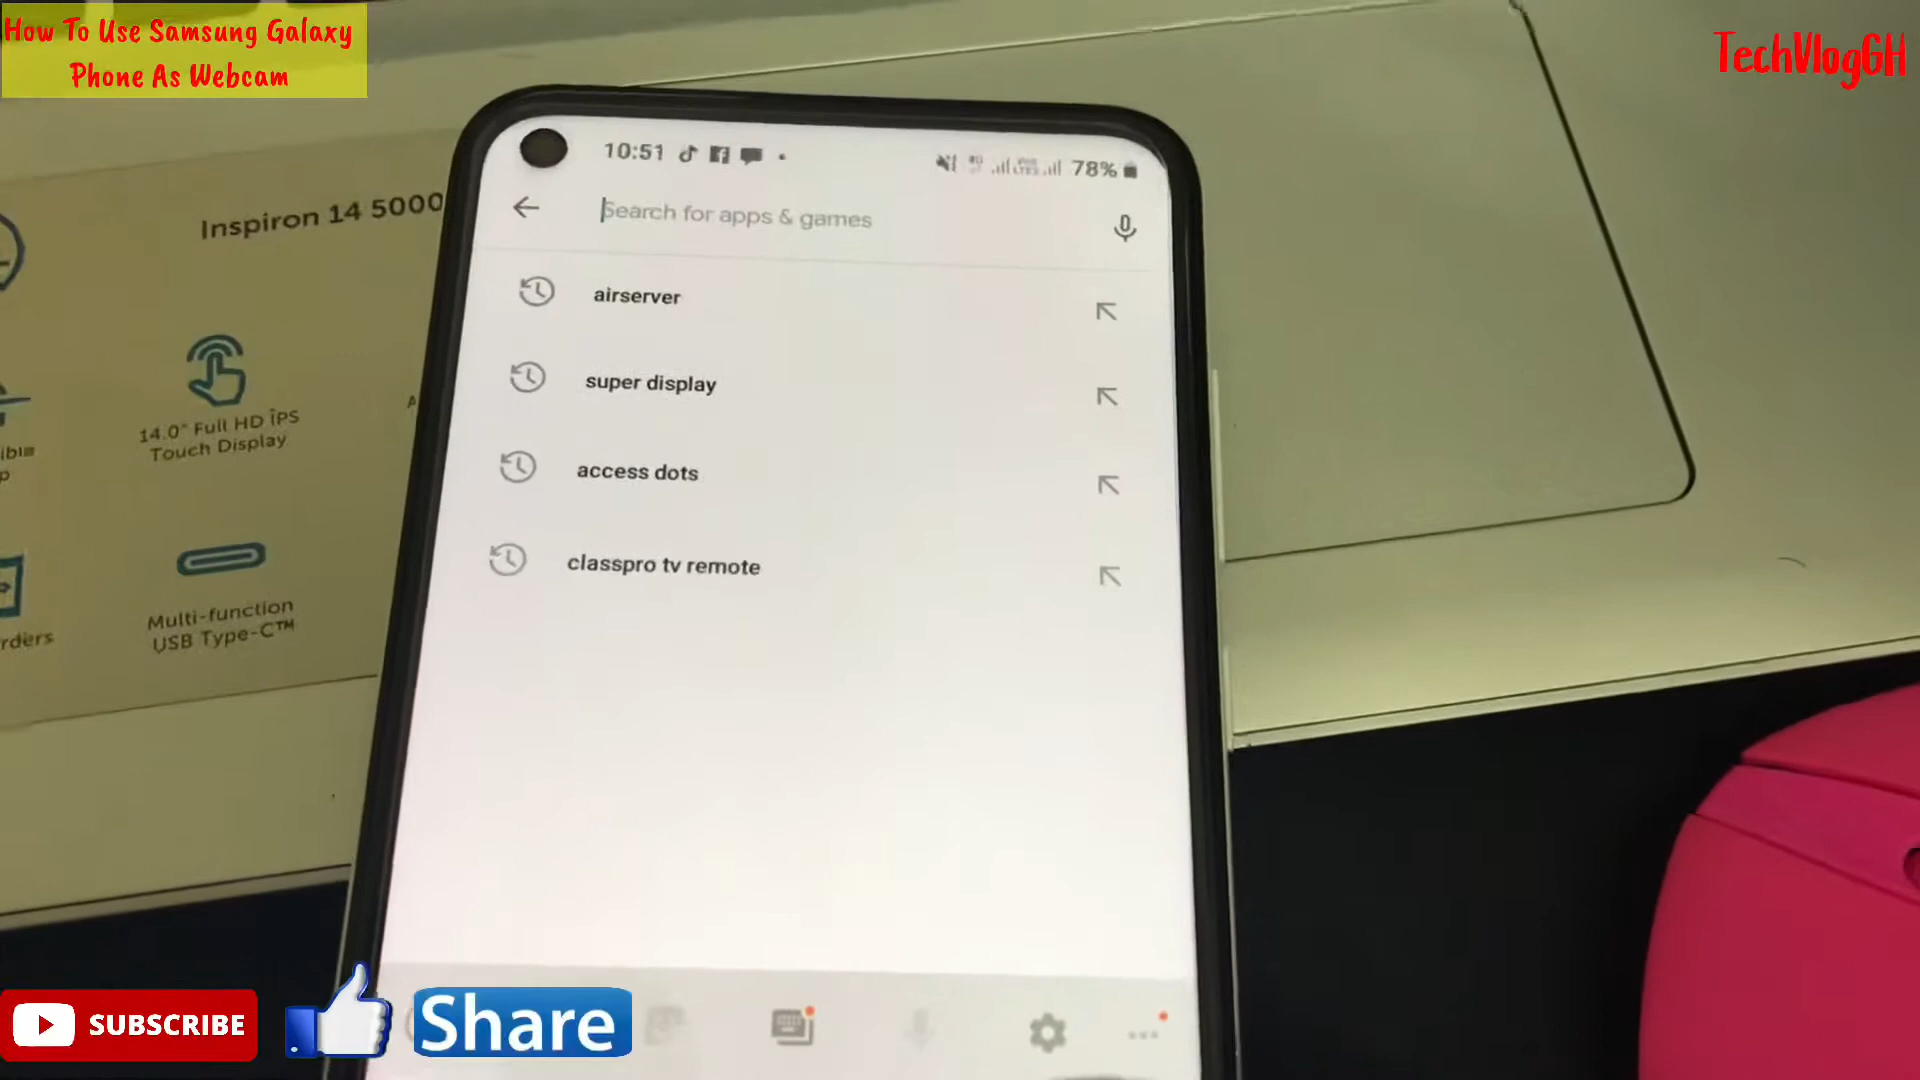 How To Use Samsung Galaxy
Phone As Webcam
TechVlogGH
10:51
78%
Search for apps & games
airserver
super display
access dots
classpro tv remote
Inspiron 14 5000
14.0" Full HD IPS
Touch Display
Multi-function
USB Type-C™
SUBSCRIBE
Share